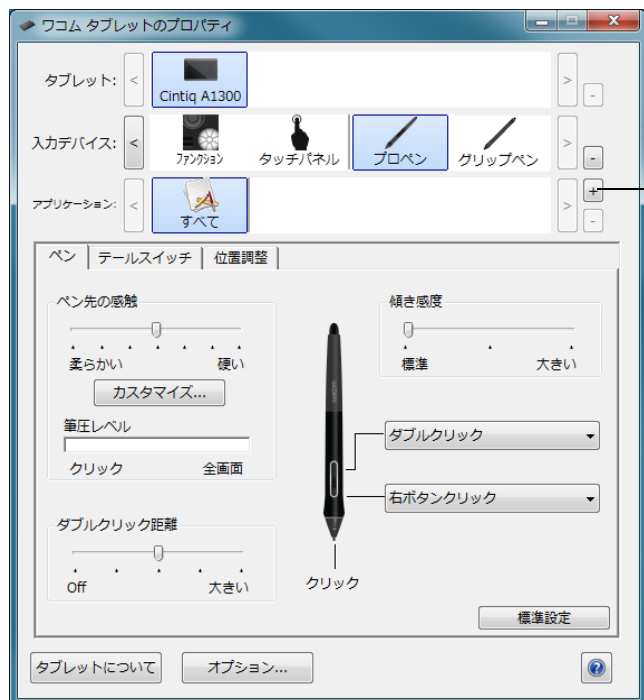 ワコム タブレットのプロパティ
タブレット:
<
Cintiq A1300
>
-
入力デバイス:
<
ファンクション
タッチパネル
プロペン
グリップペン
>
-
アプリケーション:
<
すべて
>
+
-
ペン
テールスイッチ
位置調整
ペン先の感触
柔らかい
硬い
カスタマイズ...
筆圧レベル
クリック
全画面
傾き感度
標準
大きい
ダブルクリック
右ボタンクリック
ダブルクリック距離
Off
大きい
クリック
標準設定
タブレットについて
オプション...
?